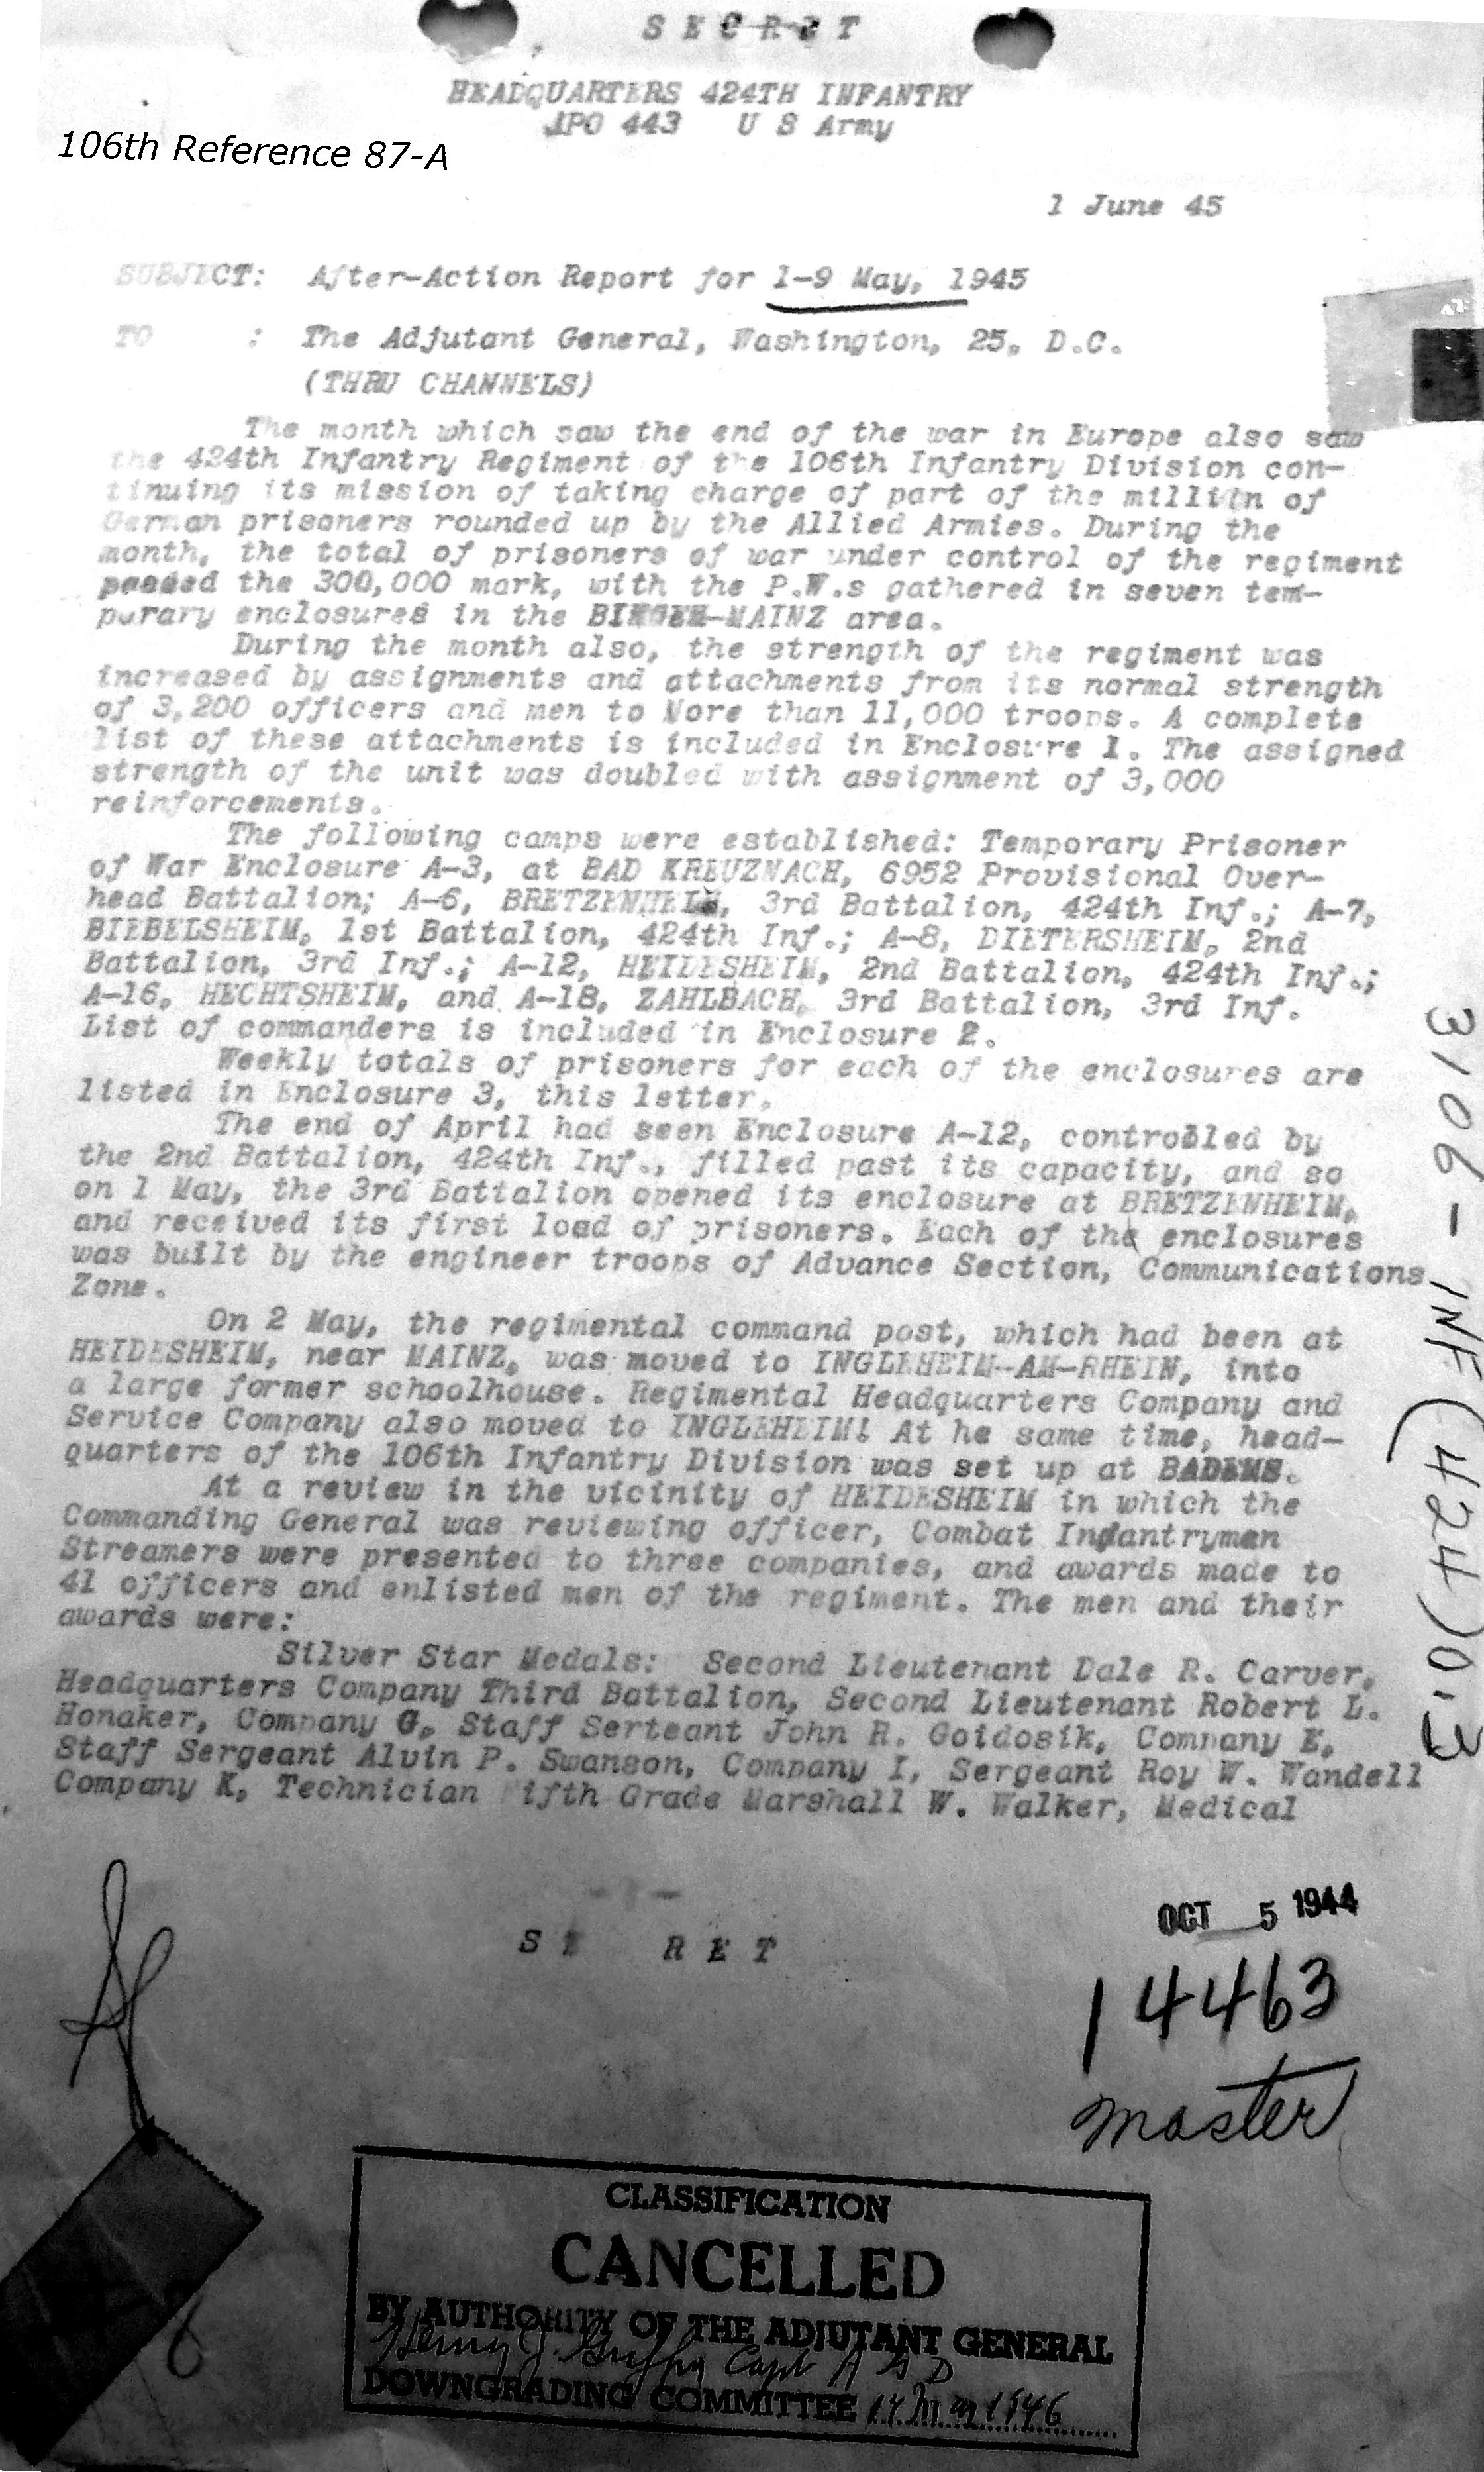 S E C R E T
HEADQUARTERS 424TH INFANTRY
APO 443 U S Army
106th Reference 87-A
1 June 45
SUBJECT: After-Action Report for 1-9 May, 1945
TO : The Adjutant General, Washington, 25, D.C.
(THRU CHANNELS)
The month which saw the end of the war in Europe also saw
the 424th Infantry Regiment of the 106th Infantry Division con-
tinuing its mission of taking charge of part of the million of
German prisoners rounded up by the Allied Armies. During the
month, the total of prisoners of war under control of the regiment
passed the 300,000 mark, with the P.W.s gathered in seven tem-
porary enclosures in the BINGEN-MAINZ area.
During the month also, the strength of the regiment was
increased by assignments and attachments from its normal strength
of 3,200 officers and men to More than 11,000 troops. A complete
list of these attachments is included in Enclosure 1. The assigned
strength of the unit was doubled with assignment of 3,000
reinforcements.
The following camps were established: Temporary Prisoner
of War Enclosure A-3, at BAD KREUZNACH, 6952 Provisional Over-
head Battalion; A-6, BRETZENHEIM, 3rd Battalion, 424th Inf.; A-7,
BIEBELSHEIM, 1st Battalion, 424th Inf.; A-8, DIETERSHEIM, 2nd
Battalion, 3rd Inf.; A-12, HEIDESHEIM, 2nd Battalion, 424th Inf.;
A-16, HECHTSHEIM, and A-18, ZAHLBACH, 3rd Battalion, 3rd Inf.
List of commanders is included in Enclosure 2.
Weekly totals of prisoners for each of the enclosures are
listed in Enclosure 3, this letter.
The end of April had seen Enclosure A-12, controlled by
the 2nd Battalion, 424th Inf., filled past its capacity, and so
on 1 May, the 3rd Battalion opened its enclosure at BRETZENHEIM,
and received its first load of prisoners. Each of the enclosures
was built by the engineer troops of Advance Section, Communications
Zone.
On 2 May, the regimental command post, which had been at
HEIDESHEIM, near MAINZ, was moved to INGLEHEIM-AM-RHEIN, into
a large former schoolhouse. Regimental Headquarters Company and
Service Company also moved to INGLEHEIM! At he same time, head-
quarters of the 106th Infantry Division was set up at BADEMS.
At a review in the vicinity of HEIDESHEIM in which the
Commanding General was reviewing officer, Combat Infantryman
Streamers were presented to three companies, and awards made to
41 officers and enlisted men of the regiment. The men and their
awards were:
Silver Star Medals: Second Lieutenant Dale R. Carver,
Headquarters Company Third Battalion, Second Lieutenant Robert L.
Honaker, Company G, Staff Serteant John R. Goidosik, Company E,
Staff Sergeant Alvin P. Swanson, Company I, Sergeant Roy W. Wandell
Company K, Technician ifth Grade Marshall W. Walker, Medical
3106-INF(424)0.3
S E RET
OCT 5 1944
14463
master
CLASSIFICATION
CANCELLED
BY AUTHORITY OF THE ADJUTANT GENERAL
Henry J. Capt A G D
DOWNGRADING COMMITTEE 14 Mar 1946